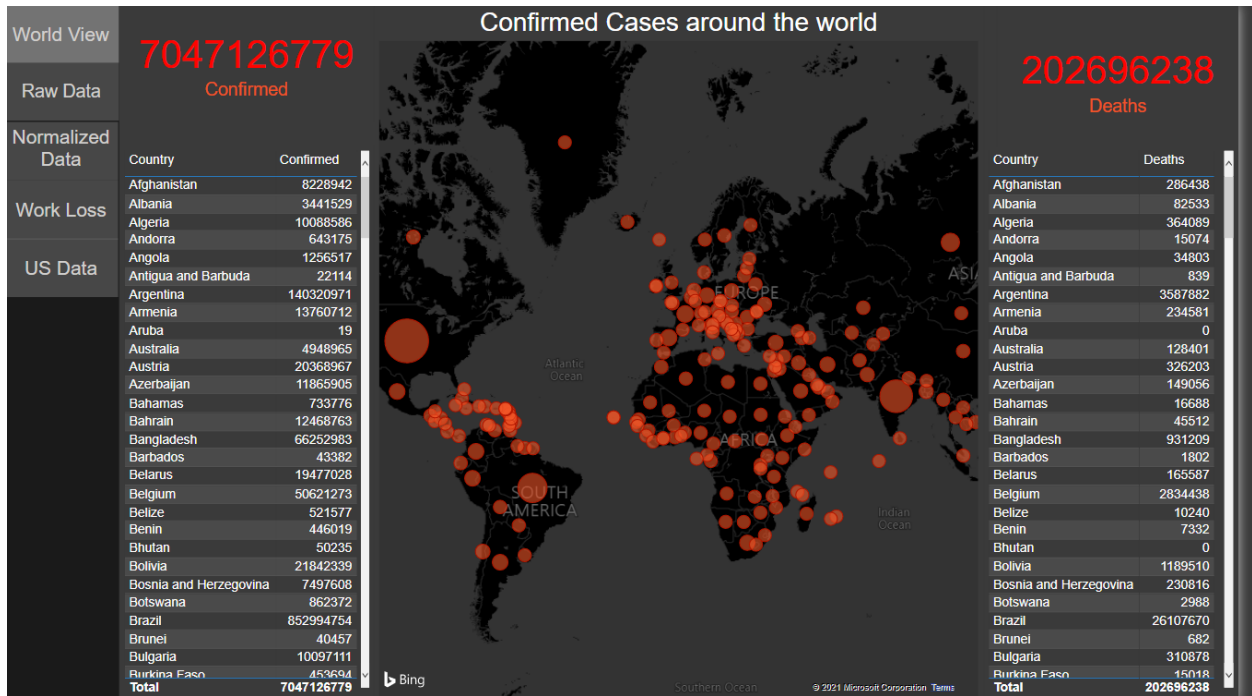 World View
Raw Data
Normalized
Data
Work Loss
US Data
7047126779
Confirmed
Country Confirmed
Afghanistan 8228942
Albania 3441529
Algeria 10088586
Andorra 643175
Angola 1256517
Antigua and Barbuda 22114
Argentina 140320971
Armenia 13760712
Aruba 19
Australia 4948965
Austria 20368967
Azerbaijan 11865905
Bahamas 733776
Bahrain 12468763
Bangladesh 66252983
Barbados 43382
Belarus 19477028
Belgium 50621273
Belize 521577
Benin 446019
Bhutan 50235
Bolivia 21842339
Bosnia and Herzegovina 7497608
Botswana 862372
Brazil 852994754
Brunei 40457
Bulgaria 10097111
Burkina Faso 453694
Total 7047126779
Confirmed Cases around the world
EUROPE
ASI
Atlantic
Ocean
AFRICA
SOUTH
AMERICA
Indian
Ocean
Bing
Southern Ocean
© 2021 Microsoft Corporation Terms
202696238
Deaths
Country Deaths
Afghanistan 286438
Albania 82533
Algeria 364089
Andorra 15074
Angola 34803
Antigua and Barbuda 839
Argentina 3587882
Armenia 234581
Aruba 0
Australia 128401
Austria 326203
Azerbaijan 149056
Bahamas 16688
Bahrain 45512
Bangladesh 931209
Barbados 1802
Belarus 165587
Belgium 2834438
Belize 10240
Benin 7332
Bhutan 0
Bolivia 1189510
Bosnia and Herzegovina 230816
Botswana 2988
Brazil 26107670
Brunei 682
Bulgaria 310878
Burkina Faso 15018
Total 202696238